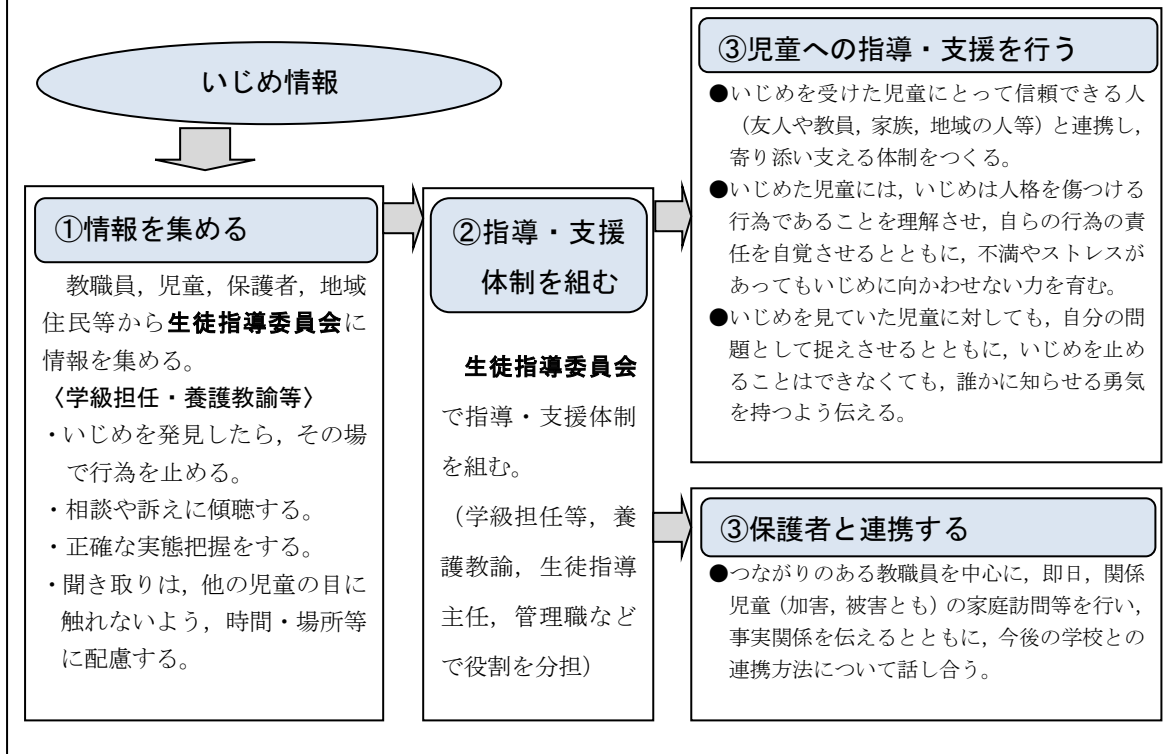 いじめ情報
①情報を集める
教職員，児童，保護者，地域
住民等から生徒指導委員会に
情報を集める。
〈学級担任・養護教諭等〉
・いじめを発見したら，その場
で行為を止める。
・相談や訴えに傾聴する。
・正確な実態把握をする。
・聞き取りは，他の児童の目に
触れないよう，時間・場所等
に配慮する。
②指導・支援
体制を組む
生徒指導委員会
で指導・支援体制
を組む。
（学級担任等，養
護教諭，生徒指導
主任，管理職など
で役割を分担）
③児童への指導・支援を行う
●いじめを受けた児童にとって信頼できる人
（友人や教員，家族，地域の人等）と連携し，
寄り添い支える体制をつくる。
●いじめた児童には，いじめは人格を傷つける
行為であることを理解させ，自らの行為の責
任を自覚させるとともに，不満やストレスが
あってもいじめに向かわせない力を育む。
●いじめを見ていた児童に対しても，自分の問
題として捉えさせるとともに，いじめを止め
ることはできなくても，誰かに知らせる勇気
を持つよう伝える。
③保護者と連携する
●つながりのある教職員を中心に，即日，関係
児童（加害，被害とも）の家庭訪問等を行い，
事実関係を伝えるとともに，今後の学校との
連携方法について話し合う。